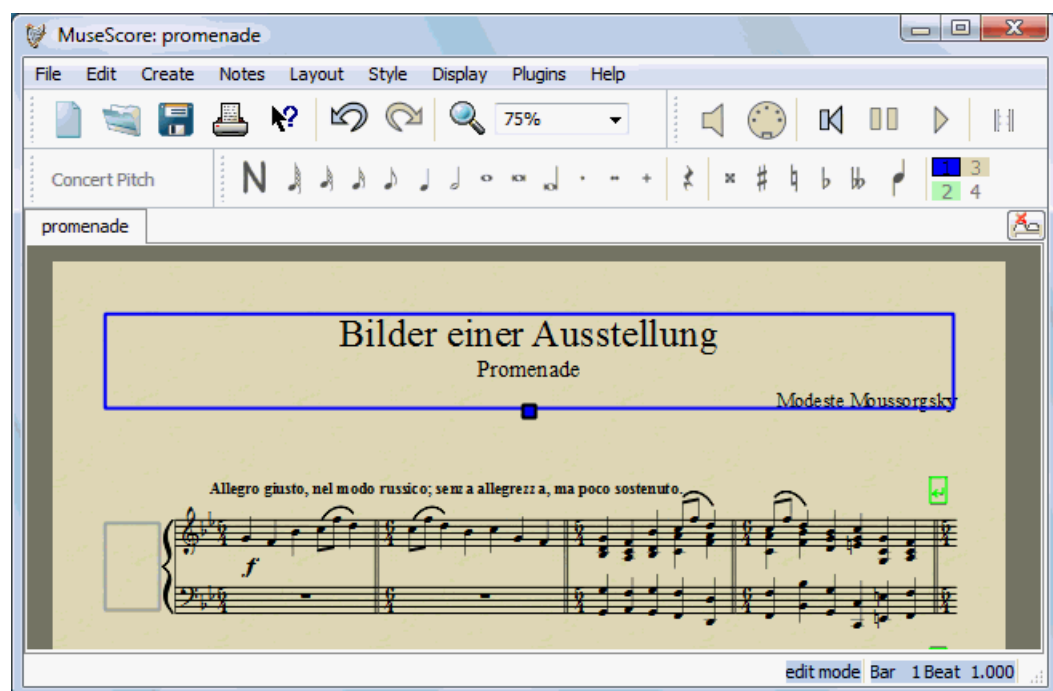 MuseScore: promenade
File Edit Create Notes Layout Style Display Plugins Help
75%
Concert Pitch
N
1 3
2 4
promenade
Bilder einer Ausstellung
Promenade
Modeste Moussorgsky
Allegro giusto, nel modo russico; senza allegrezza, ma poco sostenuto.
f
edit mode Bar 1 Beat 1.000